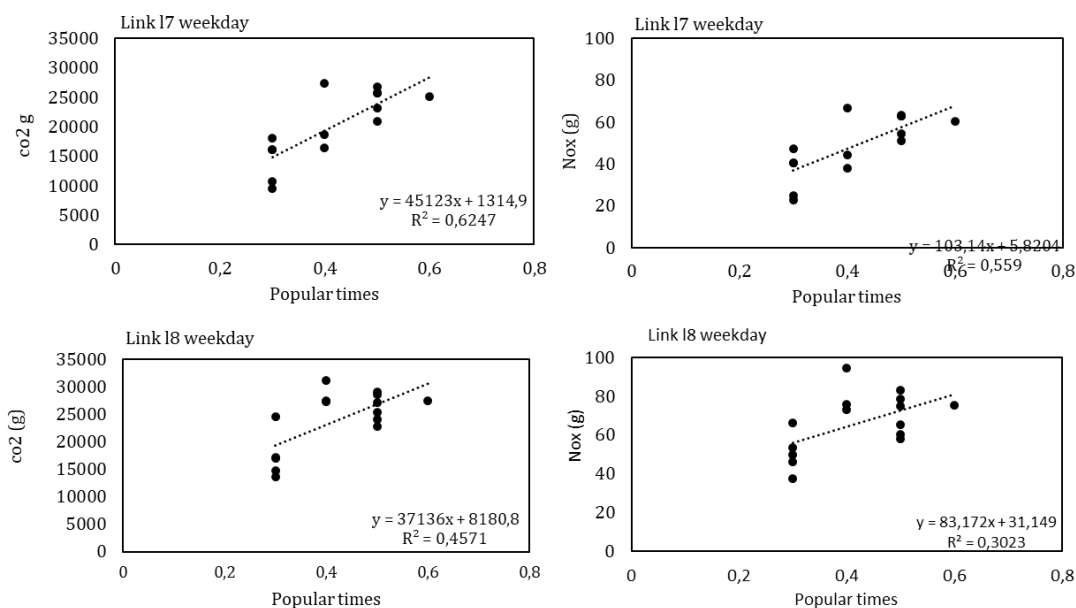 Link l7 weekday
35000
30000
25000
20000
15000
10000
5000
0
co2 g
y = 45123x + 1314,9
R² = 0,6247
0
0,2
0,4
0,6
0,8
Popular times
Link l7 weekday
100
80
60
40
20
0
Nox (g)
y = 103,14x + 5,8204
R² = 0,559
0
0,2
0,4
0,6
0,8
Popular times
Link l8 weekday
35000
30000
25000
20000
15000
10000
5000
0
co2 (g)
y = 37136x + 8180,8
R² = 0,4571
0
0,2
0,4
0,6
0,8
Popular times
Link l8 weekday
100
80
60
40
20
0
Nox (g)
y = 83,172x + 31,149
R² = 0,3023
0
0,2
0,4
0,6
0,8
Popular times